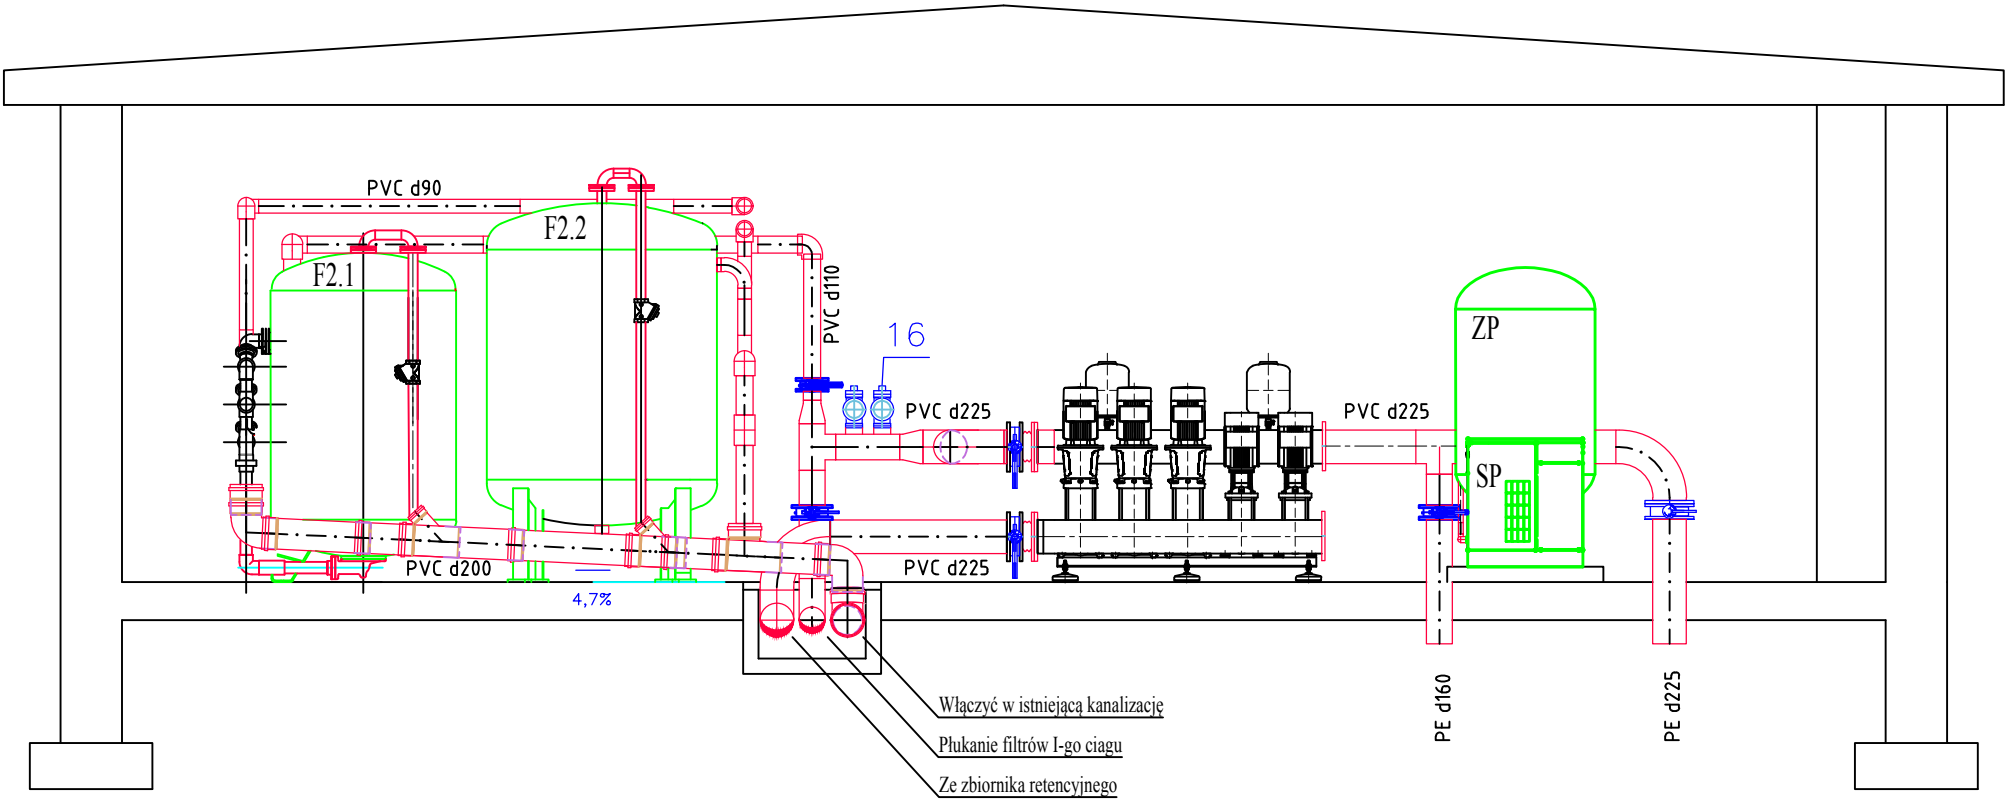 PVC d90
F2.2
F2.1
PVC d110
16
ZP
PVC d225
PVC d225
SP
PVC d200
PVC d225
4,7%
PE d160
PE d225
Włączyć w istniejącą kanalizację
Płukanie filtrów I-go ciagu
Ze zbiornika retencyjnego